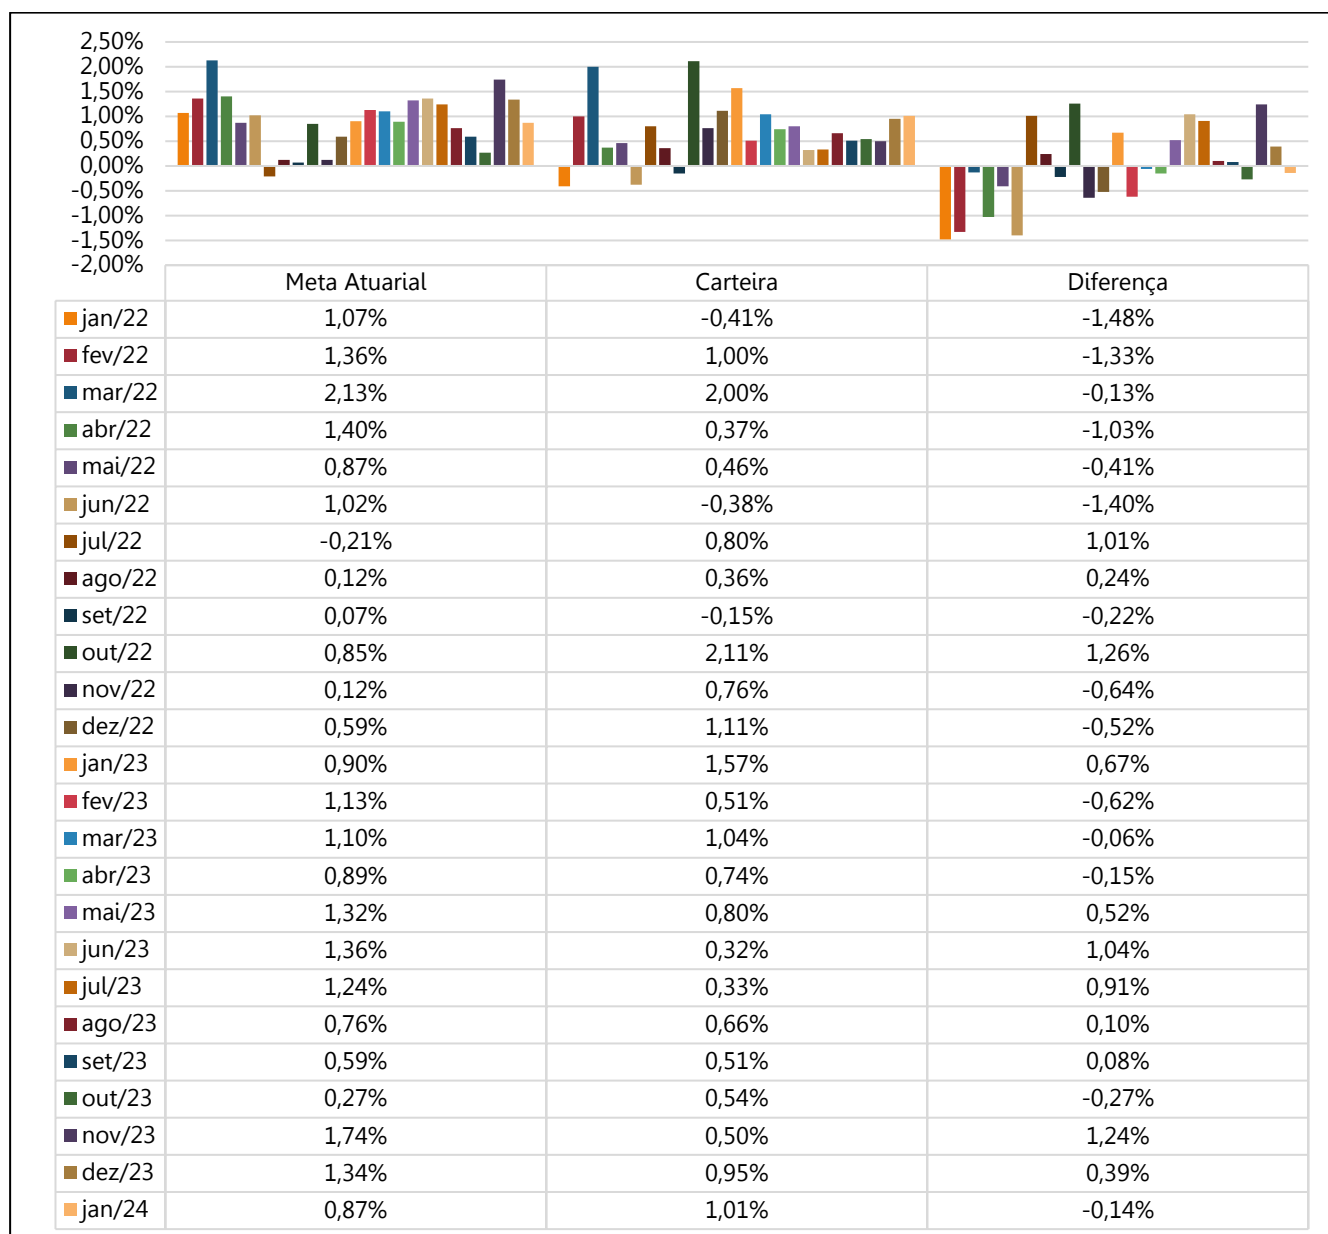 2,50%
2,00%
1,50%
1,00%
0,50%
0,00%
-0,50%
-1,00%
-1,50%
-2,00%
Meta Atuarial Carteira Diferença
jan/22 1,07% -0,41% -1,48%
fev/22 1,36% 1,00% -1,33%
mar/22 2,13% 2,00% -0,13%
abr/22 1,40% 0,37% -1,03%
mai/22 0,87% 0,46% -0,41%
jun/22 1,02% -0,38% -1,40%
jul/22 -0,21% 0,80% 1,01%
ago/22 0,12% 0,36% 0,24%
set/22 0,07% -0,15% -0,22%
out/22 0,85% 2,11% 1,26%
nov/22 0,12% 0,76% -0,64%
dez/22 0,59% 1,11% -0,52%
jan/23 0,90% 1,57% 0,67%
fev/23 1,13% 0,51% -0,62%
mar/23 1,10% 1,04% -0,06%
abr/23 0,89% 0,74% -0,15%
mai/23 1,32% 0,80% 0,52%
jun/23 1,36% 0,32% 1,04%
jul/23 1,24% 0,33% 0,91%
ago/23 0,76% 0,66% 0,10%
set/23 0,59% 0,51% 0,08%
out/23 0,27% 0,54% -0,27%
nov/23 1,74% 0,50% 1,24%
dez/23 1,34% 0,95% 0,39%
jan/24 0,87% 1,01% -0,14%